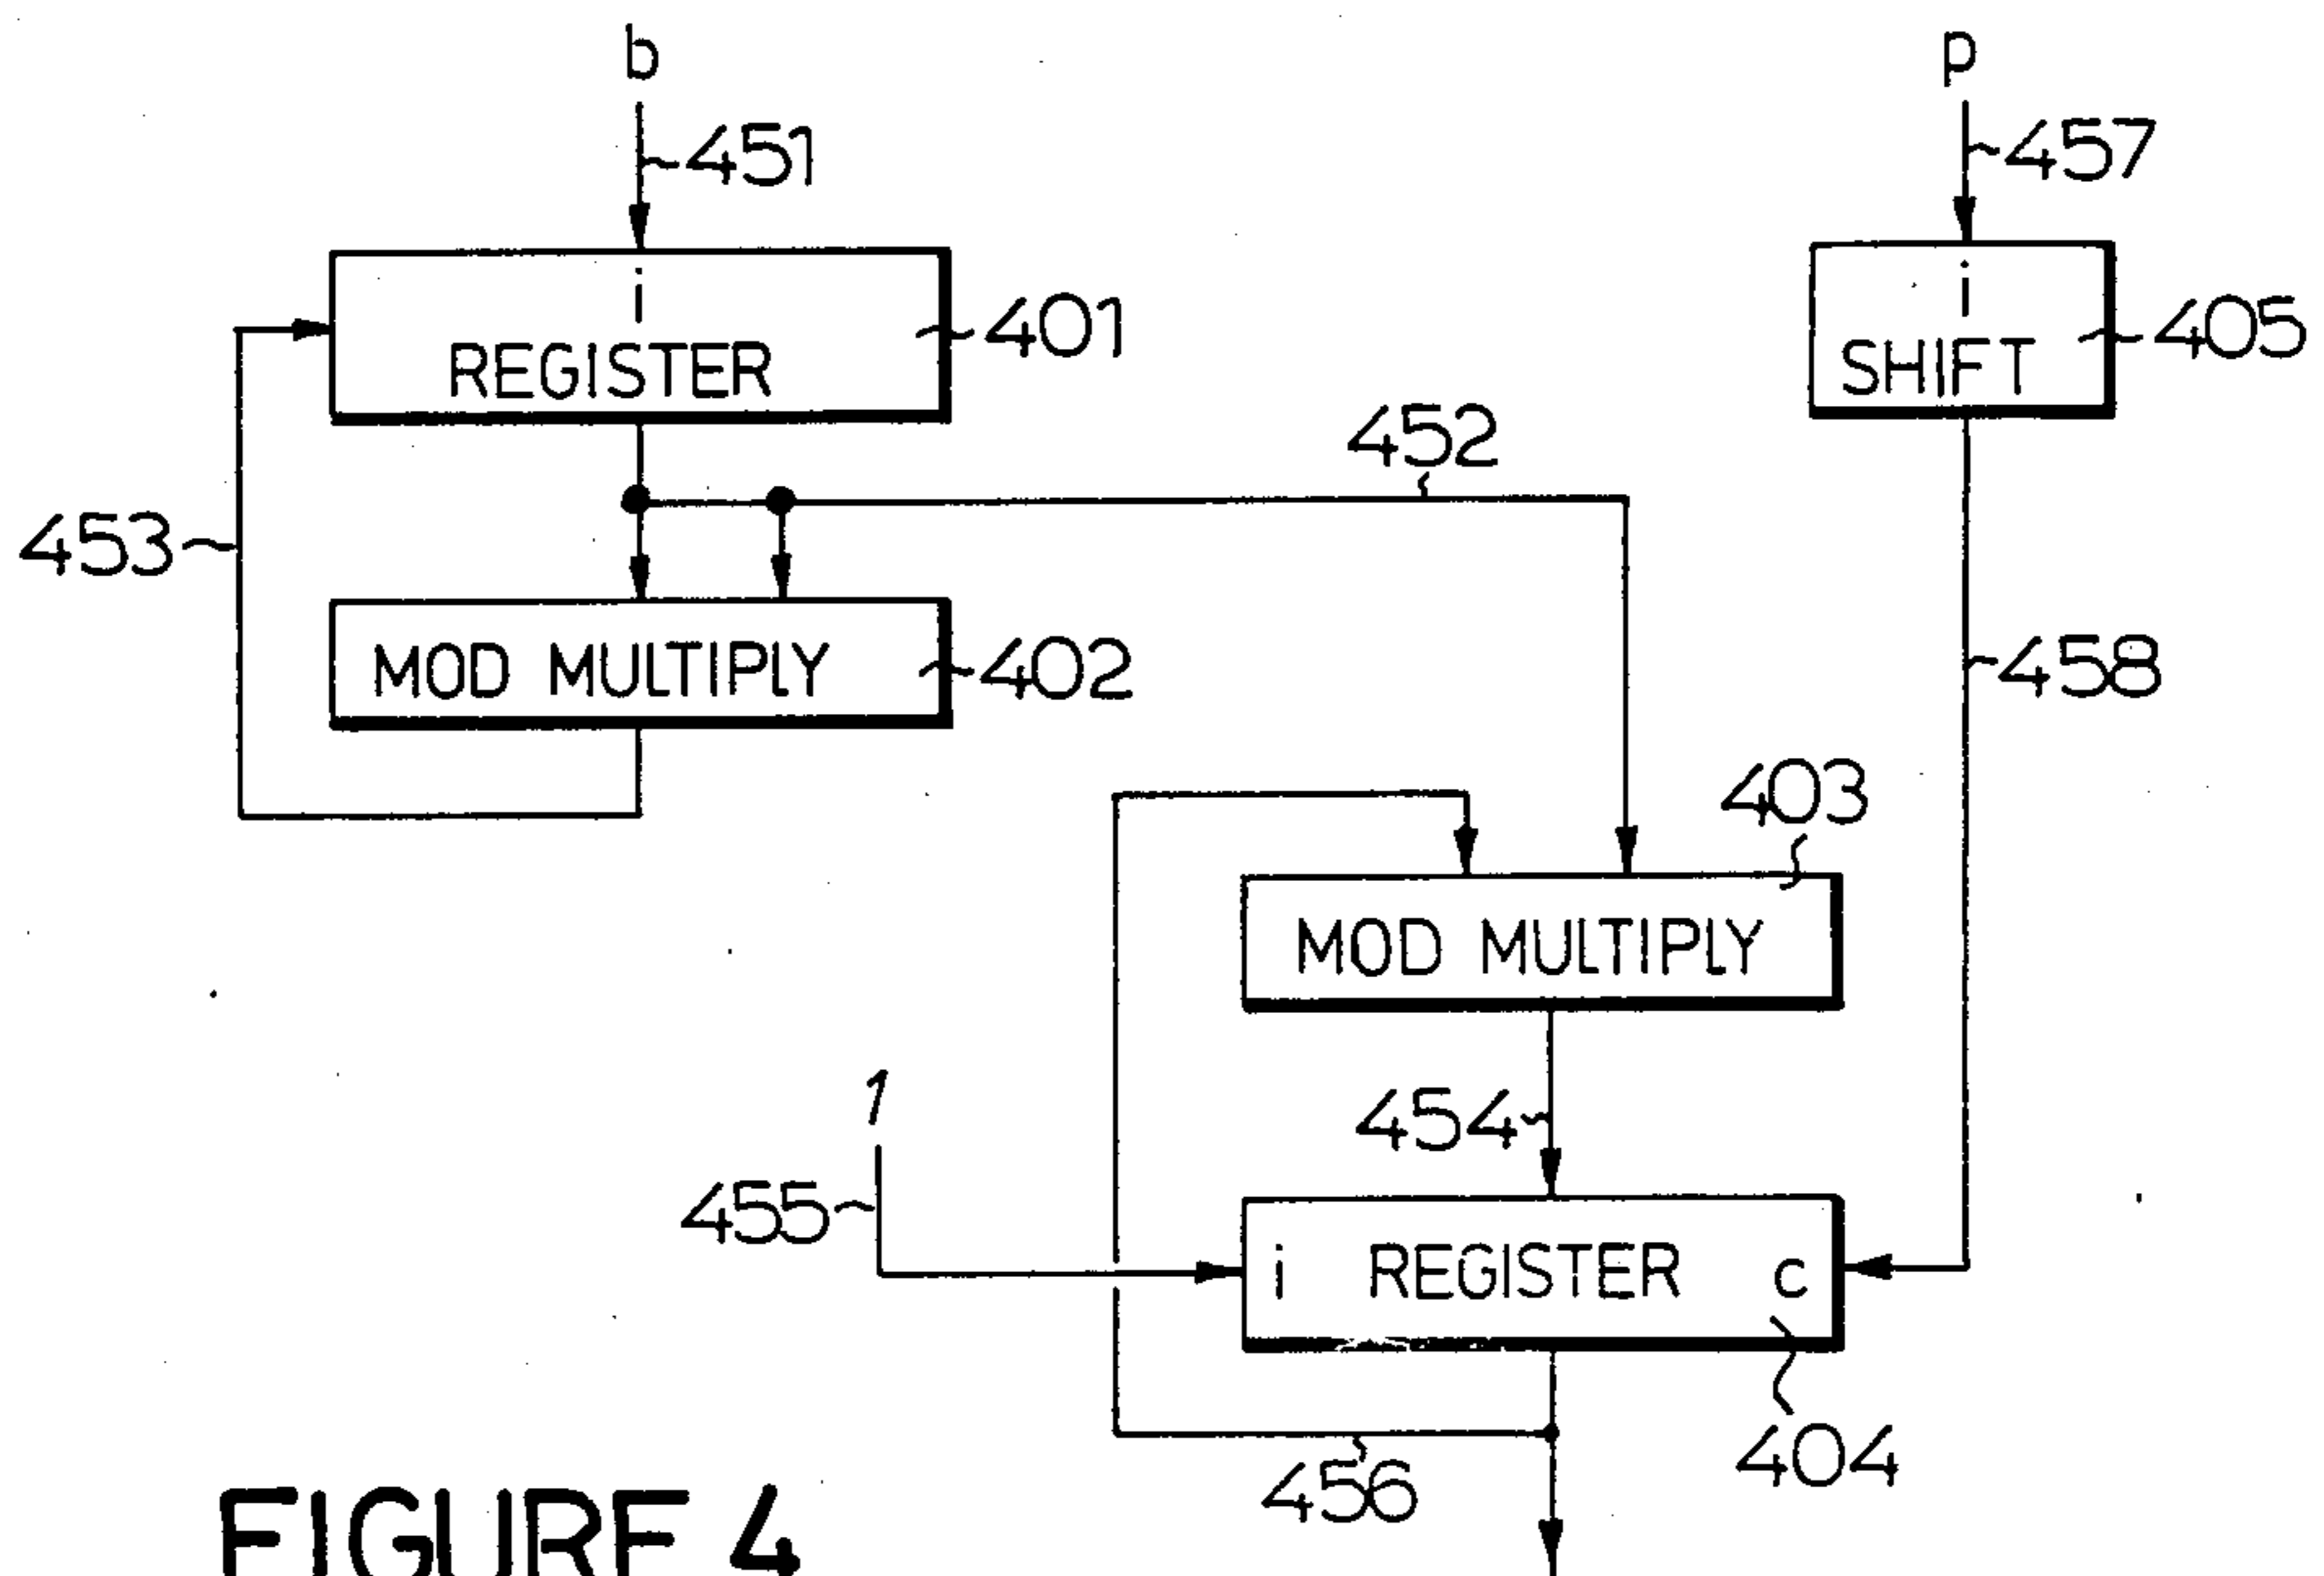 b
p
451
457
i
REGISTER
401
i
SHIFT
405
452
453
MOD MULTIPLY
402
458
403
MOD MULTIPLY
1
454
455
i REGISTER c
404
456
FIGURE 4